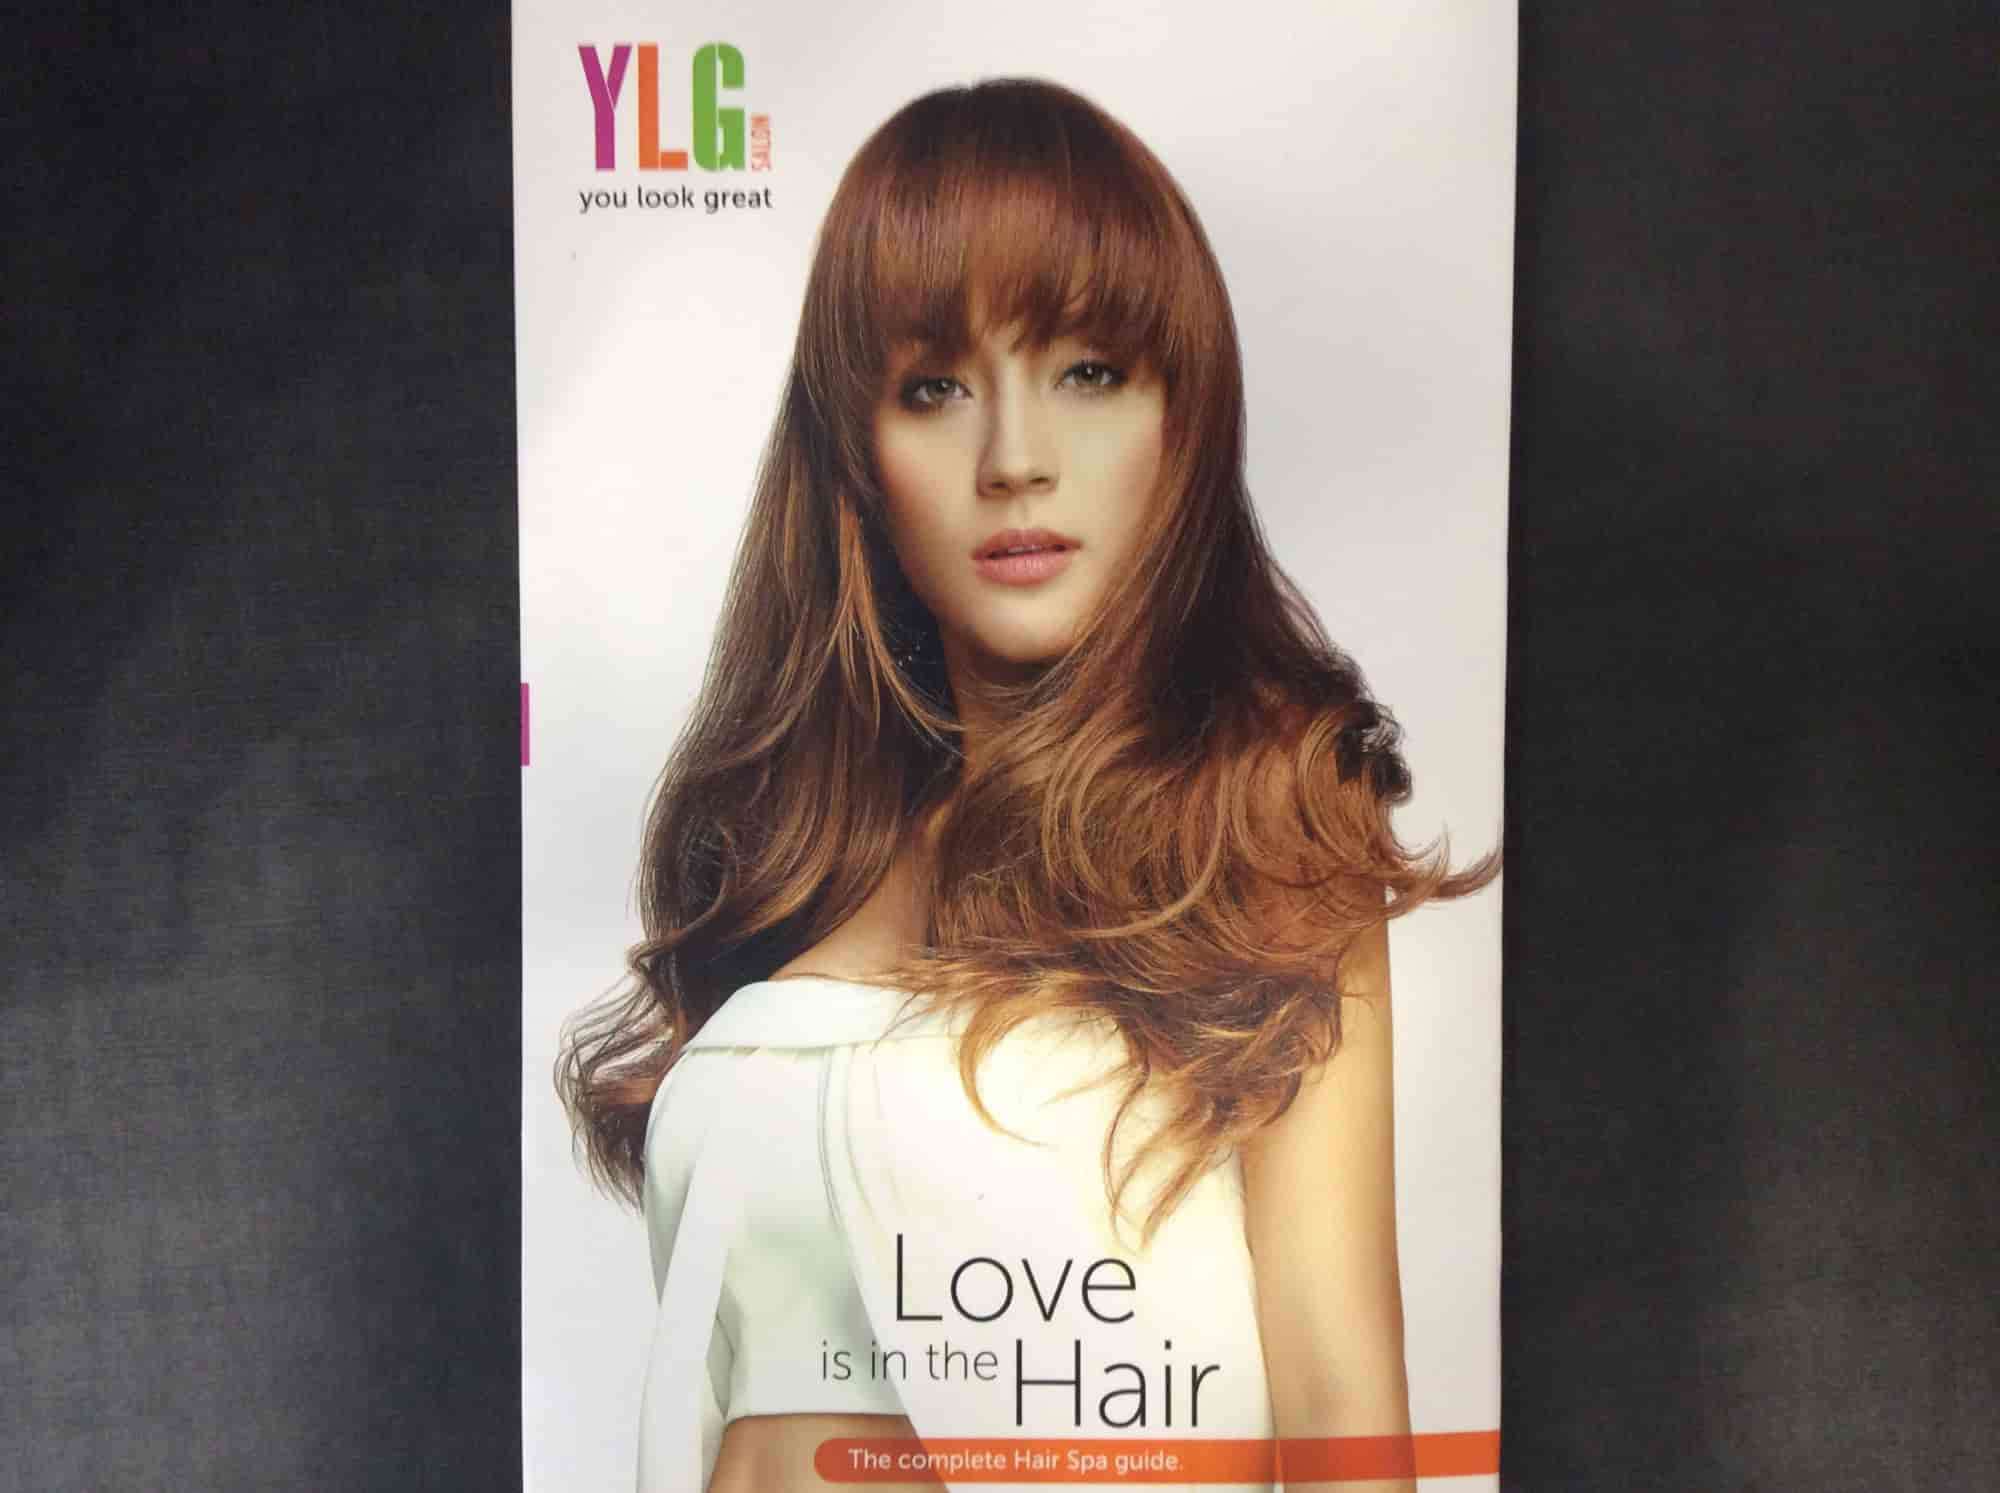 YLG SALON
you look great
Love
is in the Hair
The complete Hair Spa guide.